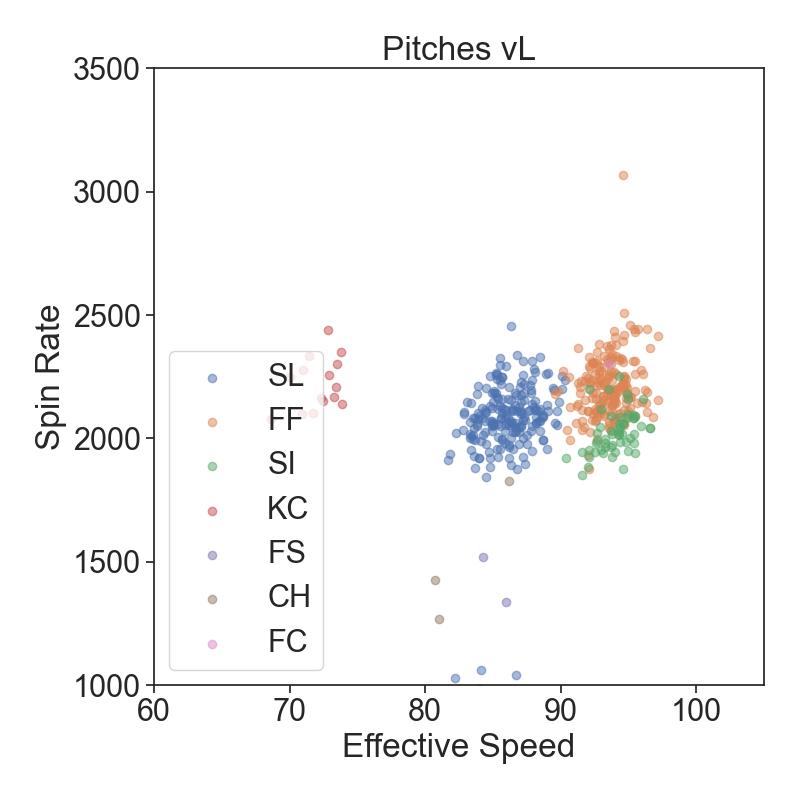 Pitches vL
3500
3000
2500
2000
1500
1000
Spin Rate
SL
FF
SI
KC
FS
CH
FC
60 70 80 90 100
Effective Speed